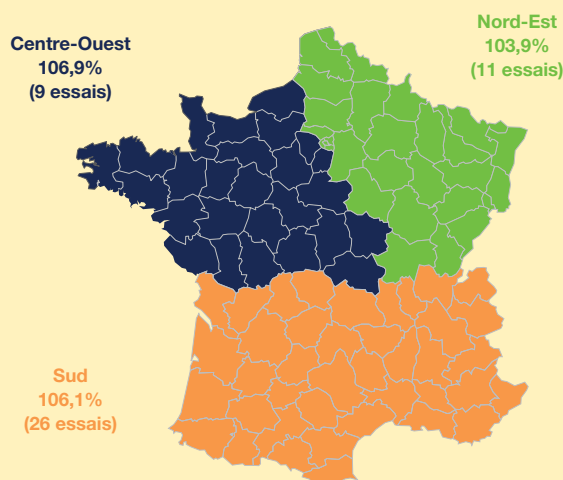 Centre-Ouest
106,9%
(9 essais)
Nord-Est
103,9%
(11 essais)
Sud
106,1%
(26 essais)